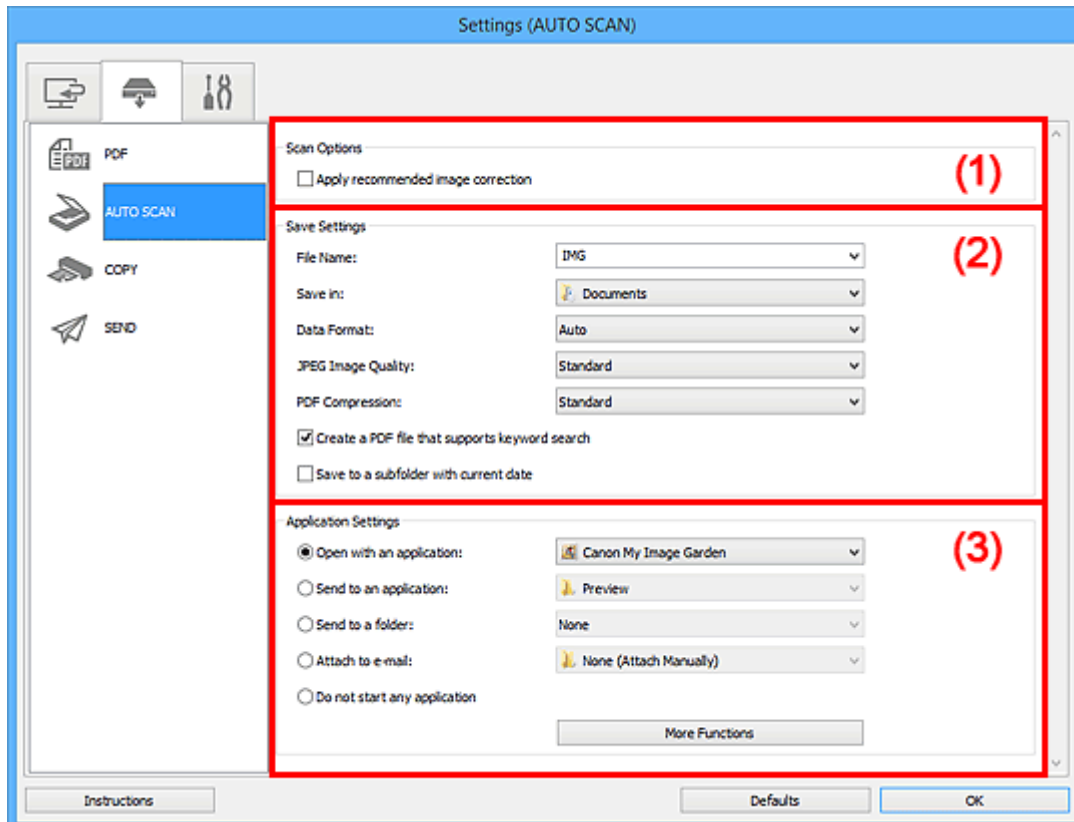 Settings (AUTO SCAN)
PDF
PDF
AUTO SCAN
COPY
SEND
Scan Options
Apply recommended image correction
(1)
Save Settings
(2)
File Name: IMG
Save in: Documents
Data Format: Auto
JPEG Image Quality: Standard
PDF Compression: Standard
Create a PDF file that supports keyword search
Save to a subfolder with current date
Application Settings
(3)
Open with an application: Canon My Image Garden
Send to an application: Preview
Send to a folder: None
Attach to e-mail: None (Attach Manually)
Do not start any application
More Functions
Instructions Defaults OK